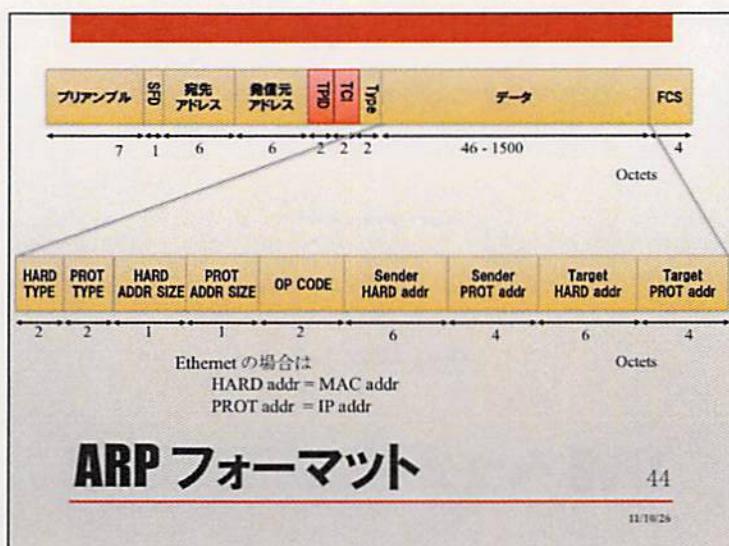 プリアンブル SFD 宛先アドレス 発信元アドレス TPID TCI Type データ FCS
7 1 6 6 2 2 2 46 - 1500 4
Octets
HARD TYPE PROT TYPE HARD ADDR SIZE PROT ADDR SIZE OP CODE Sender HARD addr Sender PROT addr Target HARD addr Target PROT addr
2 2 1 1 2 6 4 6 4
Ethernet の場合は Octets
HARD addr = MAC addr
PROT addr = IP addr
ARP フォーマット 44
11/10/26